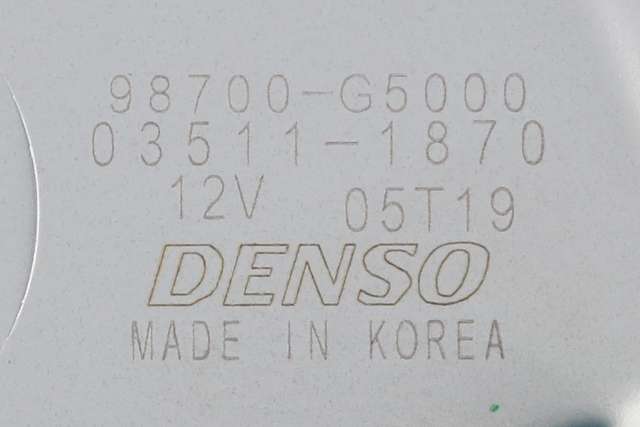 98700-G5000
03511-1870
12V 05T19
DENSO
MADE IN KOREA